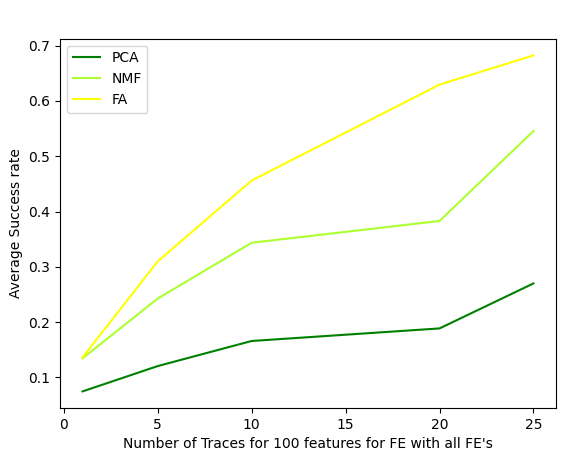 0.7
0.6
0.5
0.4
0.3
0.2
0.1
Average Success rate
PCA
NMF
FA
0 5 10 15 20 25
Number of Traces for 100 features for FE with all FE's